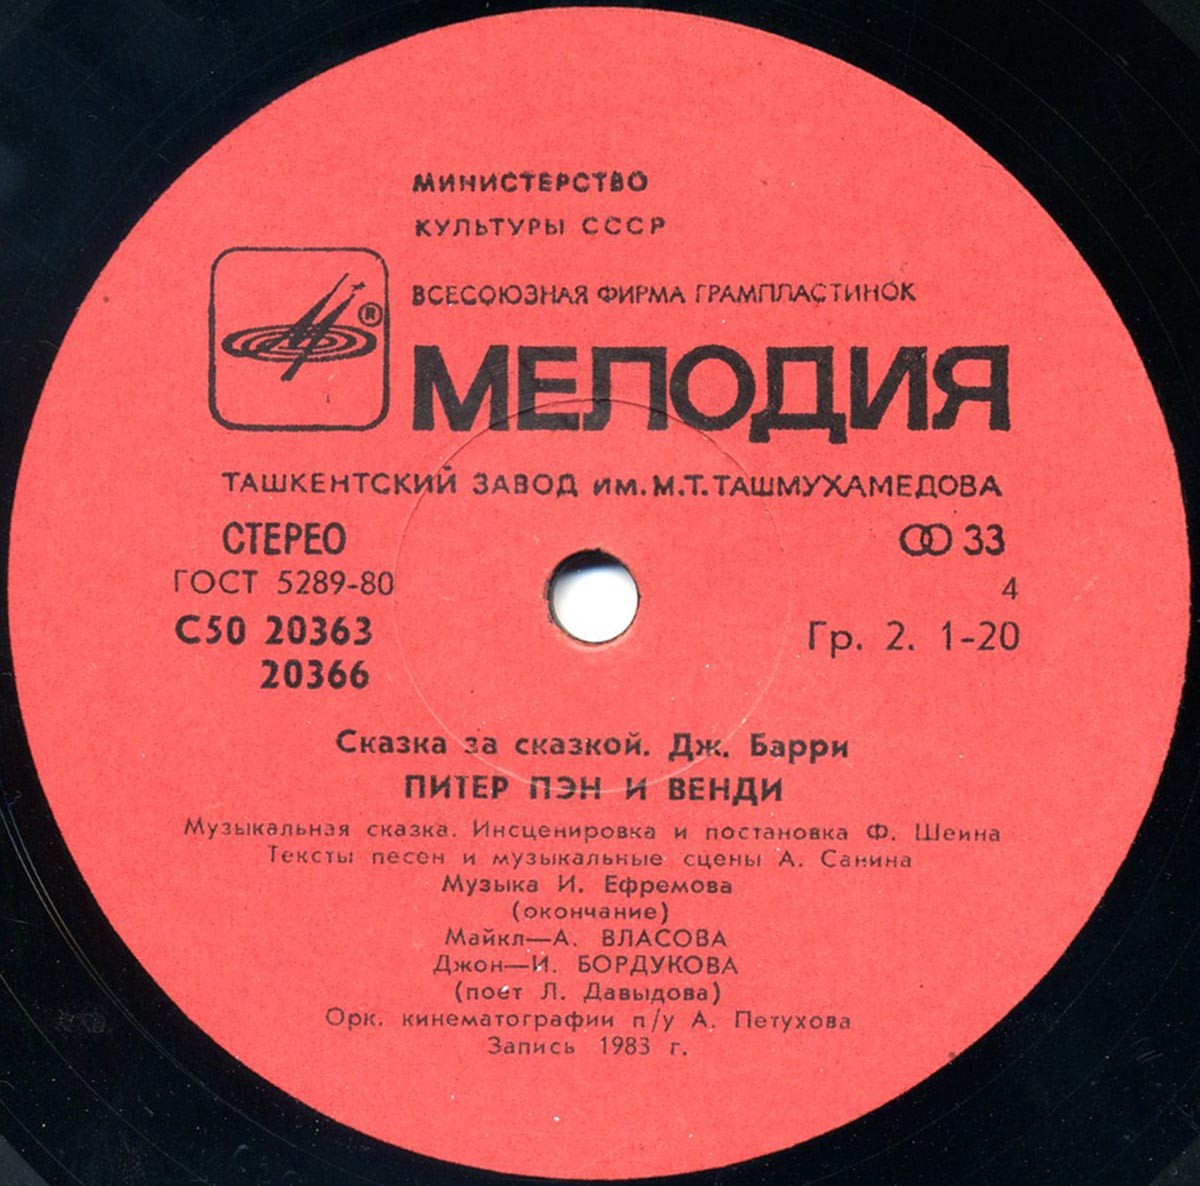 МИНИСТЕРСТВО
КУЛЬТУРЫ СССР
ВСЕСОЮЗНАЯ ФИРМА ГРАМПЛАСТИНОК
®
МЕЛОДИЯ
ТАШКЕНТСКИЙ ЗАВОД им. М.Т. ТАШМУХАМЕДОВА
СТЕРЕО 33
ГОСТ 5289-80 4
С50 20363 Гр. 2. 1-20
20366
Сказка за сказкой. Дж. Барри
ПИТЕР ПЭН И ВЕНДИ
Музыкальная сказка. Инсценировка и постановка Ф. Шеина
Тексты песен и музыкальные сцены А. Санина
Музыка И. Ефремова
(окончание)
Майкл—А. ВЛАСОВА
Джон—И. БОРДУКОВА
(поет Л. Давыдова)
Орк. кинематографии п/у А. Петухова
Запись 1983 г.